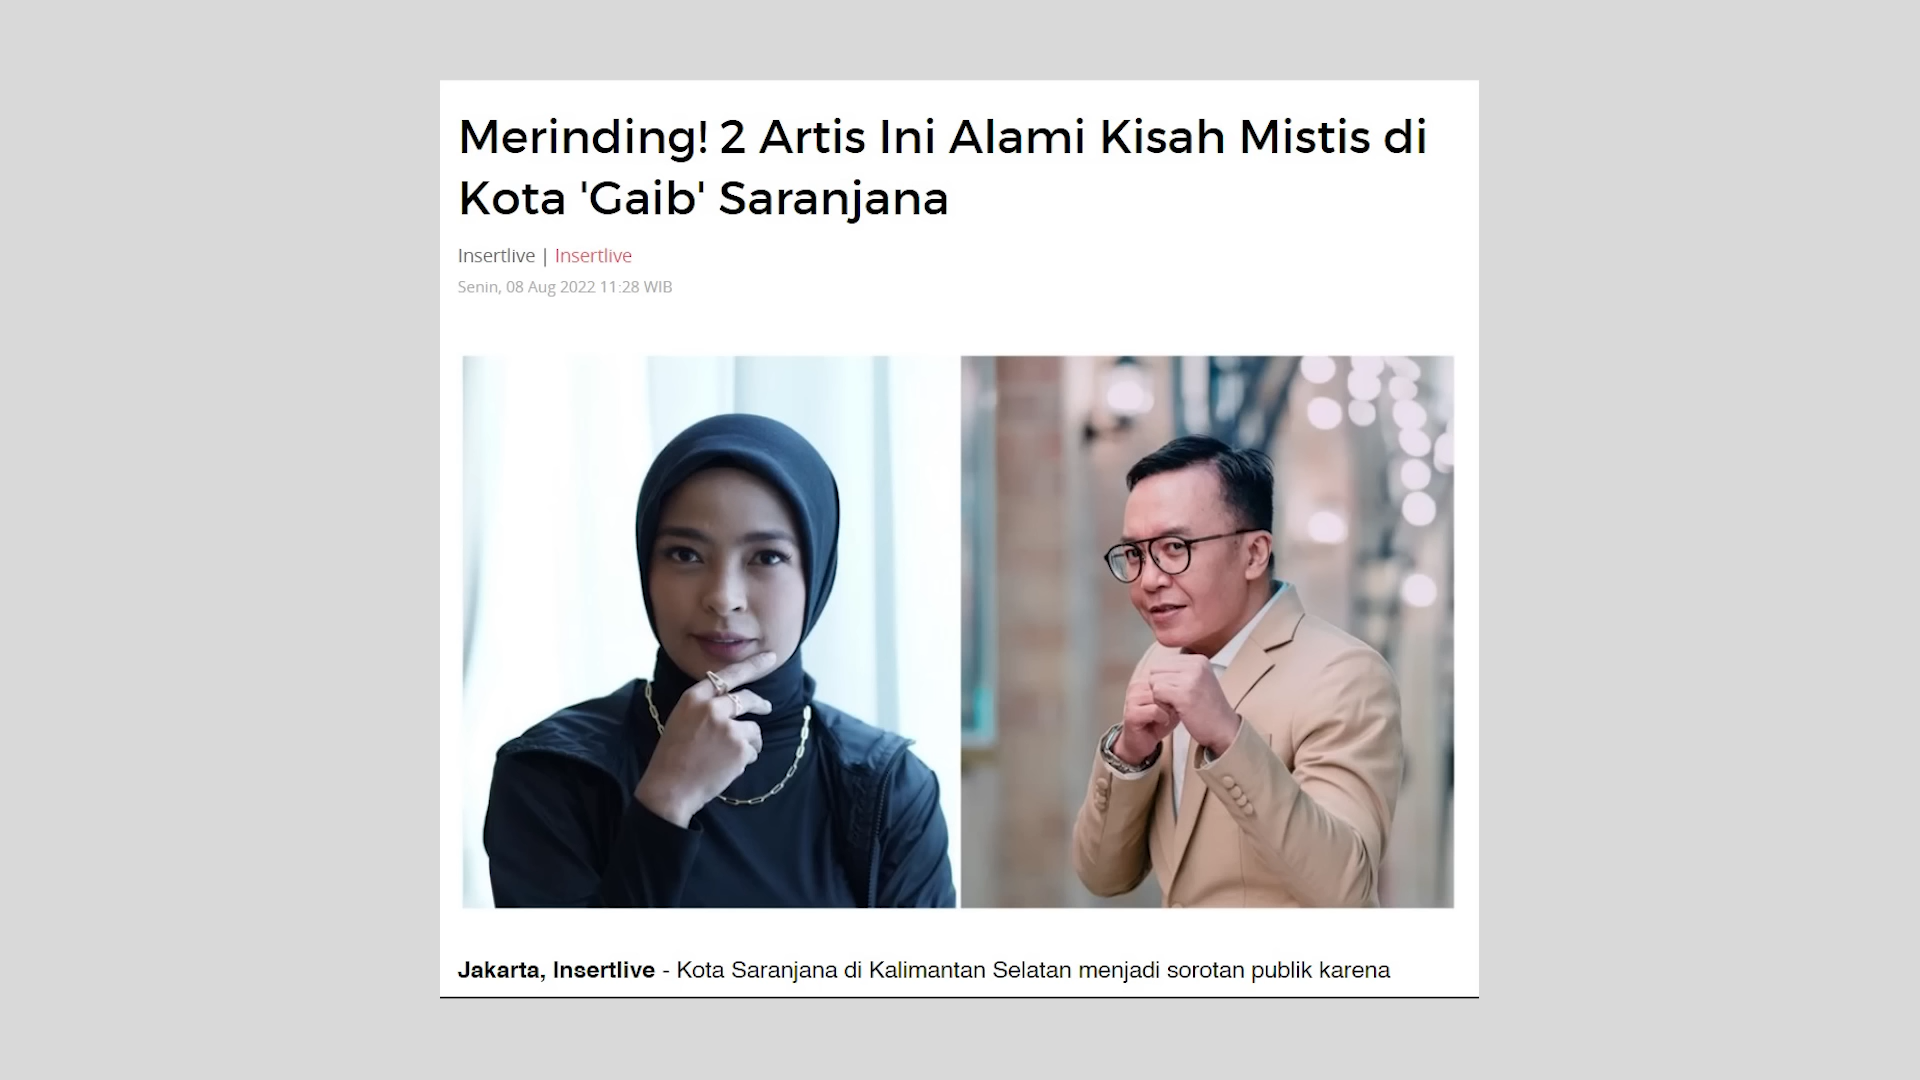 Merinding! 2 Artis Ini Alami Kisah Mistis di
Kota 'Gaib' Saranjana
Insertlive | Insertlive
Senin, 08 Aug 2022 11:28 WIB
Jakarta, Insertlive - Kota Saranjana di Kalimantan Selatan menjadi sorotan publik karena